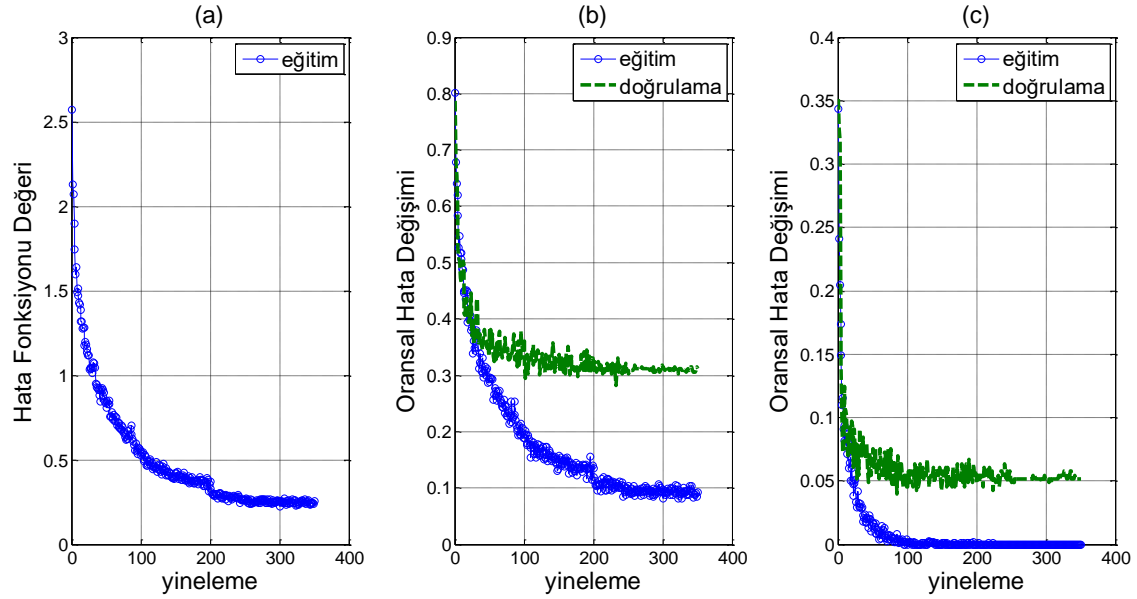 (a)
3
2.5
2
1.5
1
0.5
0
0 100 200 300 400
yineleme
Hata Fonksiyonu Değeri
eğitim
(b)
0.9
0.8
0.7
0.6
0.5
0.4
0.3
0.2
0.1
0
0 100 200 300 400
yineleme
Oransal Hata Değişimi
eğitim
doğrulama
(c)
0.4
0.35
0.3
0.25
0.2
0.15
0.1
0.05
0
0 100 200 300 400
yineleme
Oransal Hata Değişimi
eğitim
doğrulama